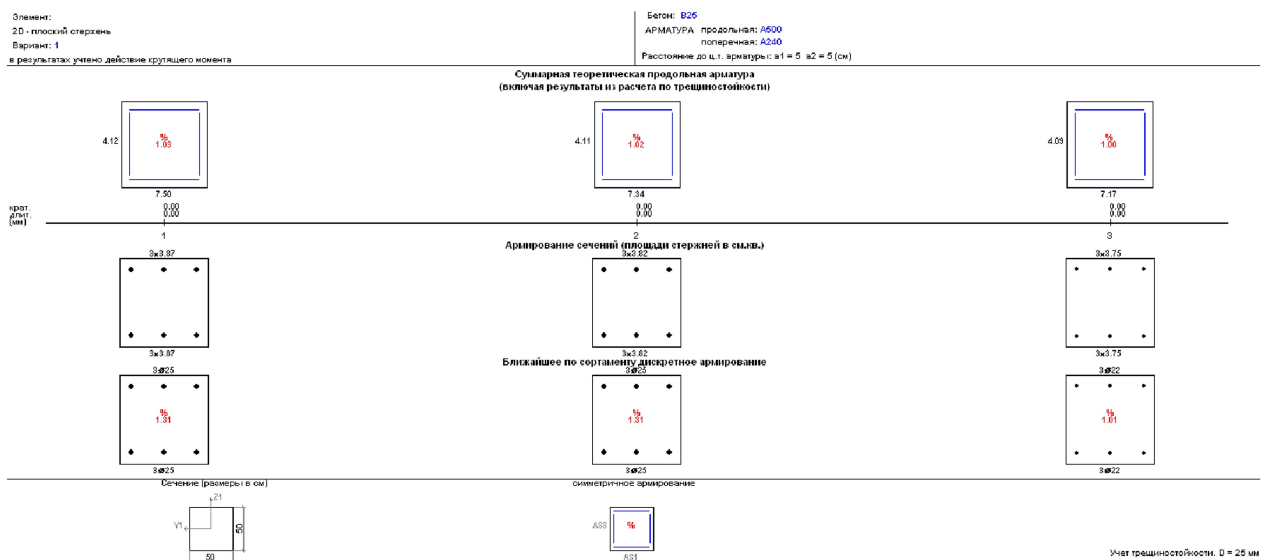 Элемент:
2D - плоский стержень
Вариант: 1
в результатах учтено действие крутящего момента
Бетон: B25
АРМАТУРА продольная: A500
поперечная: A240
Расстояние до ц.т. арматуры: a1 = 5 a2 = 5 (см)
Суммарная теоретическая продольная арматура
(включая результаты из расчета по трещиностойкости)
4.12 % 1.03 4.11 % 1.02 4.09 % 1.00
7.50 7.34 7.17
крат. 0.00 0.00 0.00
длит. 0.00 0.00 0.00
(мм)
1 2 3
Армирование сечений (площади стержней в см.кв.)
3x3.87 3x3.82 3x3.75
3x3.87 3x3.82 3x3.75
Ближайшее по сортаменту дискретное армирование
3ø25 3ø25 3ø22
% % %
1.31 1.31 1.01
3ø25 3ø25 3ø22
Сечение (размеры в см) симметричное армирование
Z1
Y1 50 AS3 %
50 AS1
Учет трещиностойкости. D = 25 мм